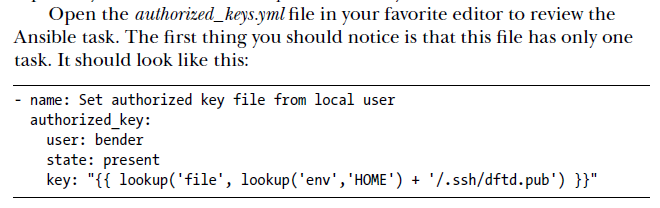 Open the authorized_keys.yml file in your favorite editor to review the
Ansible task. The first thing you should notice is that this file has only one
task. It should look like this:
- name: Set authorized key file from local user
  authorized_key:
    user: bender
    state: present
    key: "{{ lookup('file', lookup('env','HOME') + '/.ssh/dftd.pub') }}"